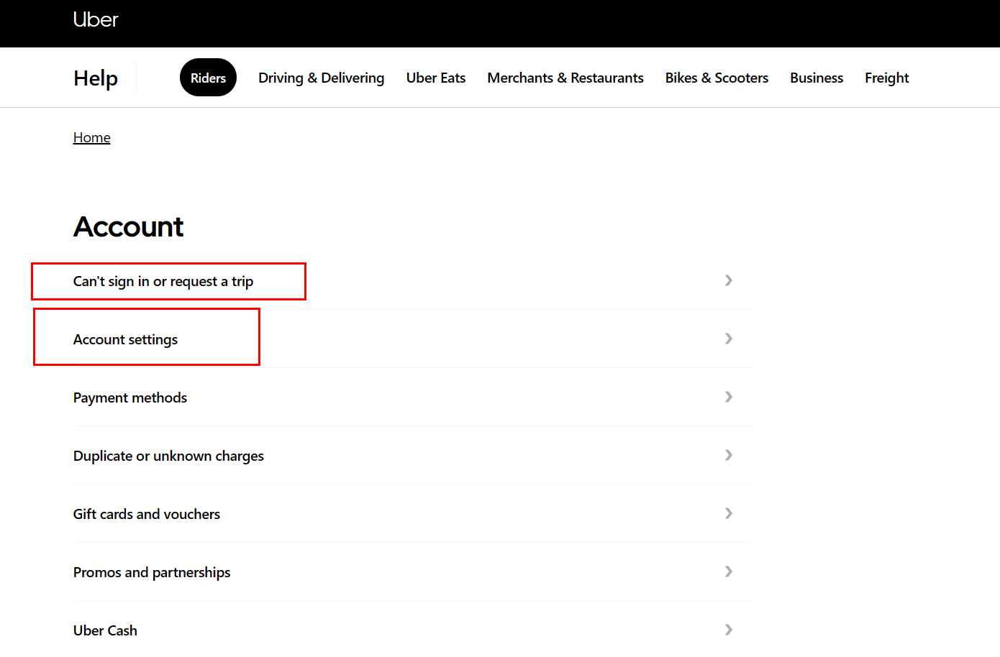 Uber
Help
Riders
Driving & Delivering
Uber Eats
Merchants & Restaurants
Bikes & Scooters
Business
Freight
Home
Account
Can't sign in or request a trip
Account settings
Payment methods
Duplicate or unknown charges
Gift cards and vouchers
Promos and partnerships
Uber Cash